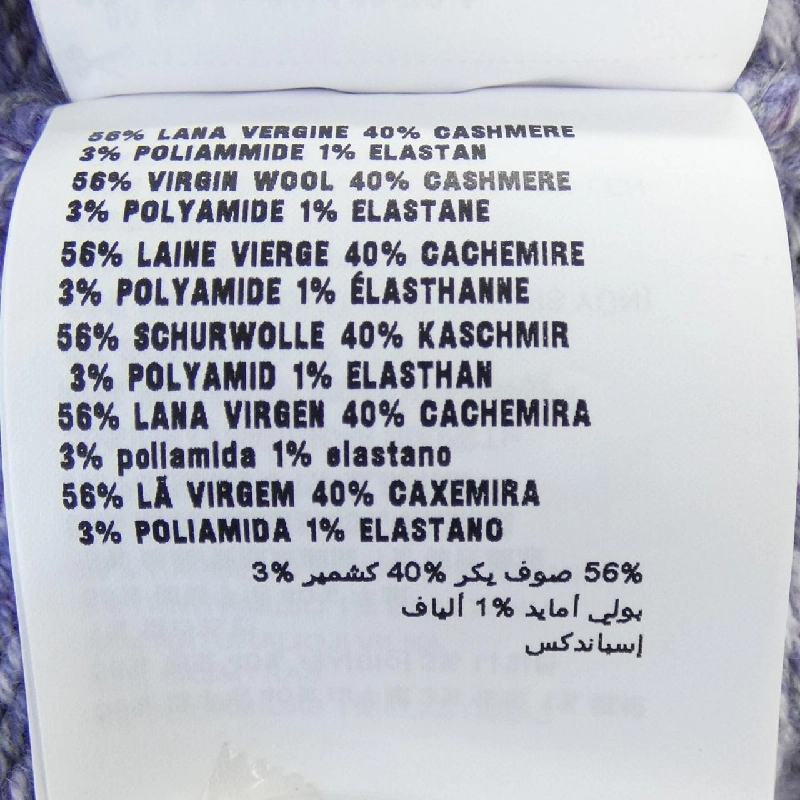 56% LANA VERGINE 40% CASHMERE
3% POLIAMMIDE 1% ELASTAN
56% VIRGIN WOOL 40% CASHMERE
3% POLYAMIDE 1% ELASTANE
56% LAINE VIERGE 40% CACHEMIRE
3% POLYAMIDE 1% ÉLASTHANNE
56% SCHURWOLLE 40% KASCHMIR
3% POLYAMID 1% ELASTHAN
56% LANA VIRGEN 40% CACHEMIRA
3% poliamida 1% elastano
56% LÃ VIRGEM 40% CAXEMIRA
3% POLIAMIDA 1% ELASTANO
56% صوف يكر 40% كشمير 3%
بولي أمايد 1% ألياف
إسباندكس